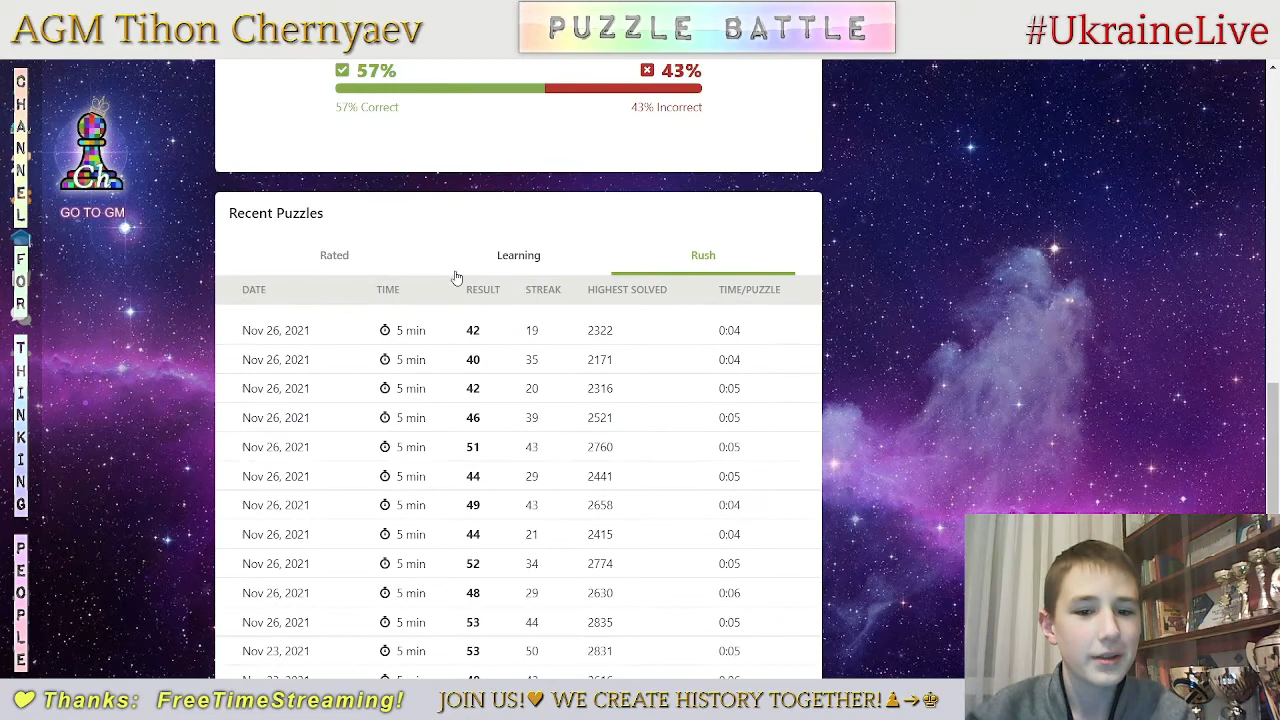 AGM Tihon Chernyaev
PUZZLE BATTLE
#UkraineLive
CHANNEL FOR THINKING PEOPLE
Ch
GO TO GM
57%
43%
57% Correct
43% Incorrect
Recent Puzzles
Rated Learning Rush
DATE TIME RESULT STREAK HIGHEST SOLVED TIME/PUZZLE
Nov 26, 2021 5 min 42 19 2322 0:04
Nov 26, 2021 5 min 40 35 2171 0:04
Nov 26, 2021 5 min 42 20 2316 0:05
Nov 26, 2021 5 min 46 39 2521 0:05
Nov 26, 2021 5 min 51 43 2760 0:05
Nov 26, 2021 5 min 44 29 2441 0:05
Nov 26, 2021 5 min 49 43 2658 0:04
Nov 26, 2021 5 min 44 21 2415 0:04
Nov 26, 2021 5 min 52 34 2774 0:05
Nov 26, 2021 5 min 48 29 2630 0:06
Nov 26, 2021 5 min 53 44 2835 0:05
Nov 23, 2021 5 min 53 50 2831 0:05
Thanks: FreeTimeStreaming!
JOIN US! WE CREATE HISTORY TOGETHER!